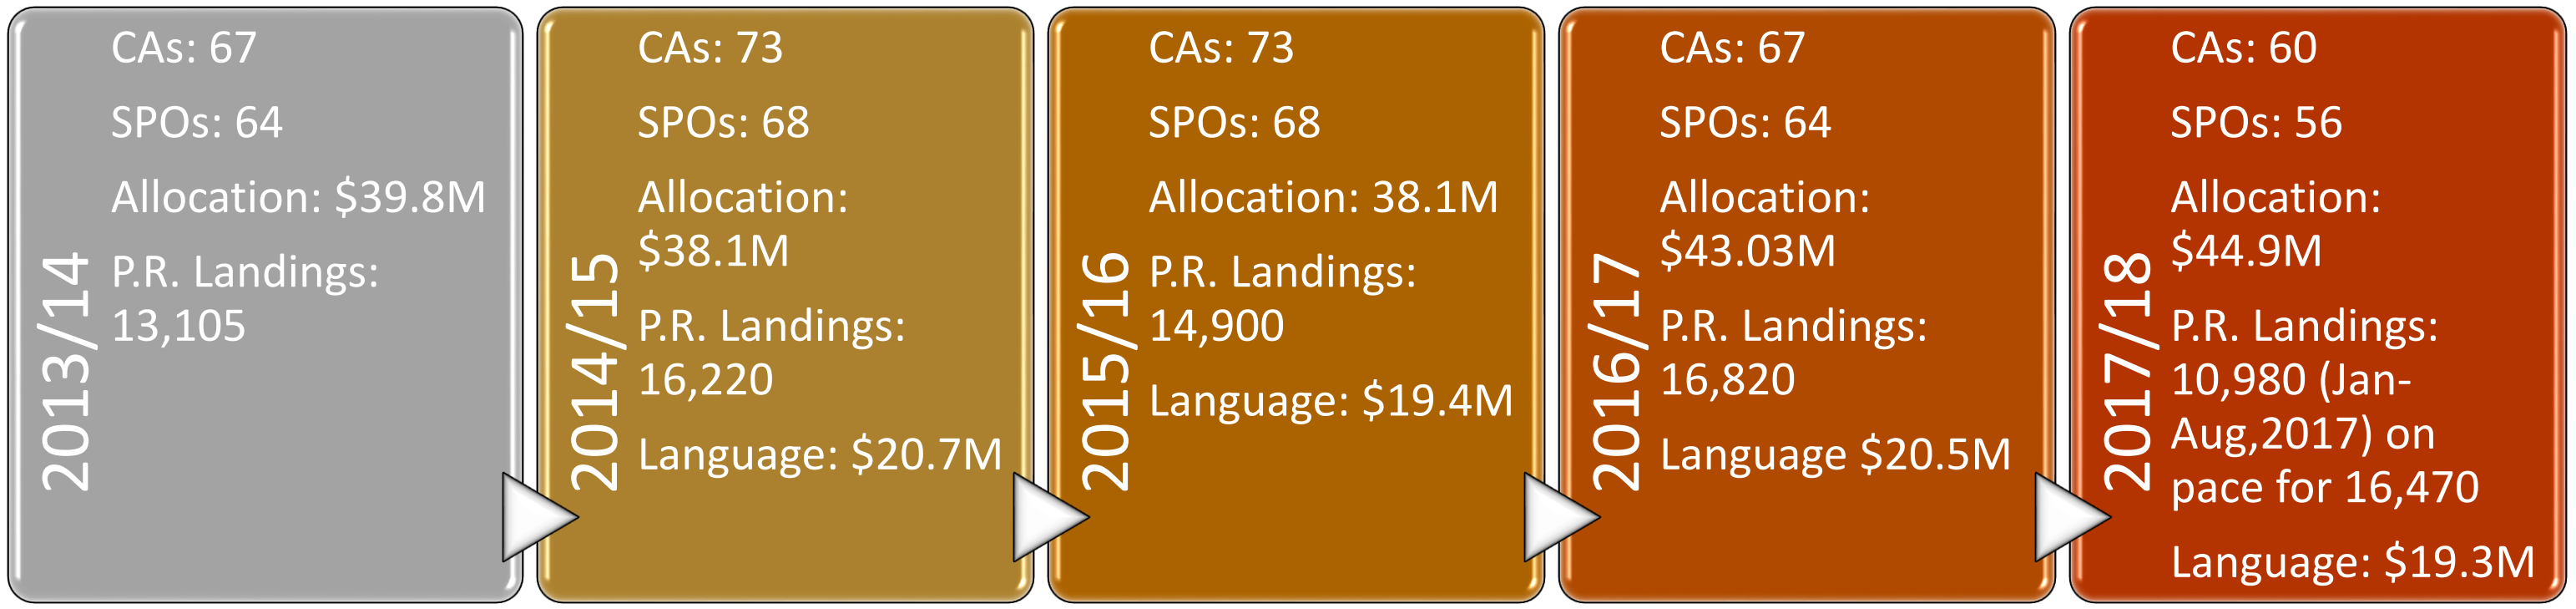 2013/14
CAs: 67
SPOs: 64
Allocation: $39.8M
P.R. Landings:
13,105
2014/15
CAs: 73
SPOs: 68
Allocation:
$38.1M
P.R. Landings:
16,220
Language: $20.7M
2015/16
CAs: 73
SPOs: 68
Allocation: 38.1M
P.R. Landings:
14,900
Language: $19.4M
2016/17
CAs: 67
SPOs: 64
Allocation:
$43.03M
P.R. Landings:
16,820
Language $20.5M
2017/18
CAs: 60
SPOs: 56
Allocation:
$44.9M
P.R. Landings:
10,980 (Jan-
Aug,2017) on
pace for 16,470
Language: $19.3M